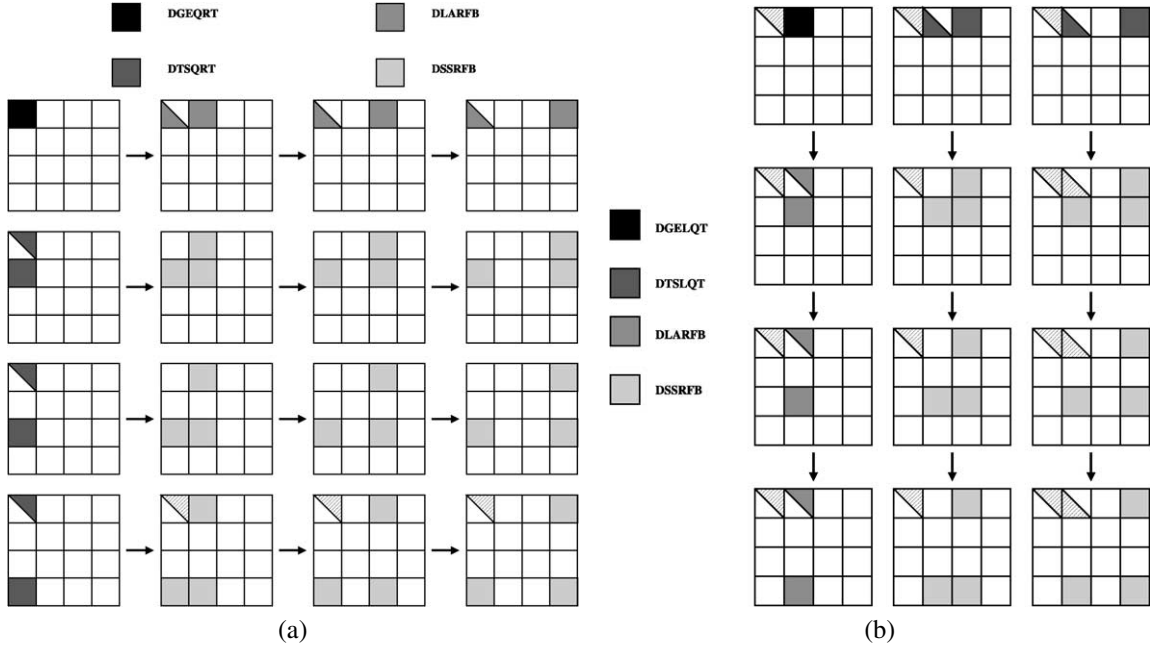 DGEQRT
DLARFB
DTSQRT
DSSRFB
DGELQT
DTSLQT
DLARFB
DSSRFB
(a)
(b)